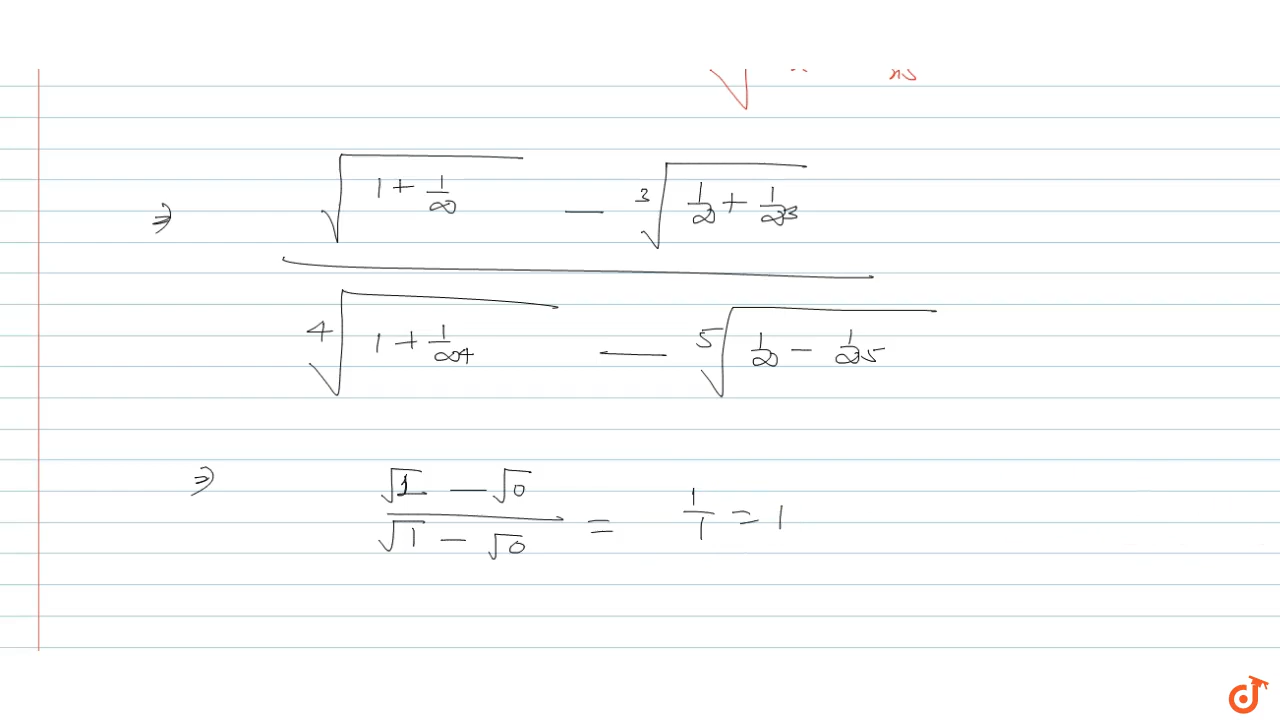 ⇒ √(1 + 1/∞) − ∛(1/∞ + 1/∞3)
∜(1 + 1/∞4) − 5√(1/∞ − 1/∞5)
⇒ (√1 − √0)/(√1 − √0) = 1/1 = 1